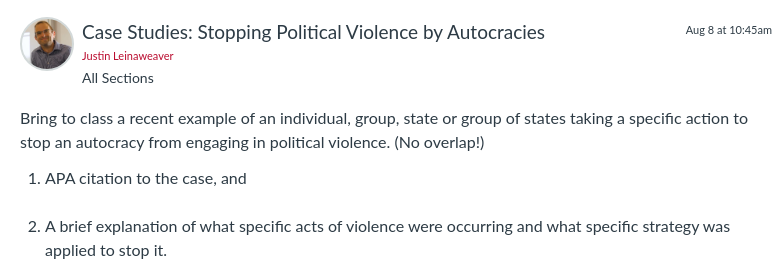 Case Studies: Stopping Political Violence by Autocracies
Aug 8 at 10:45am
Justin Leinaweaver
All Sections
Bring to class a recent example of an individual, group, state or group of states taking a specific action to
stop an autocracy from engaging in political violence. (No overlap!)
1. APA citation to the case, and
2. A brief explanation of what specific acts of violence were occurring and what specific strategy was
applied to stop it.